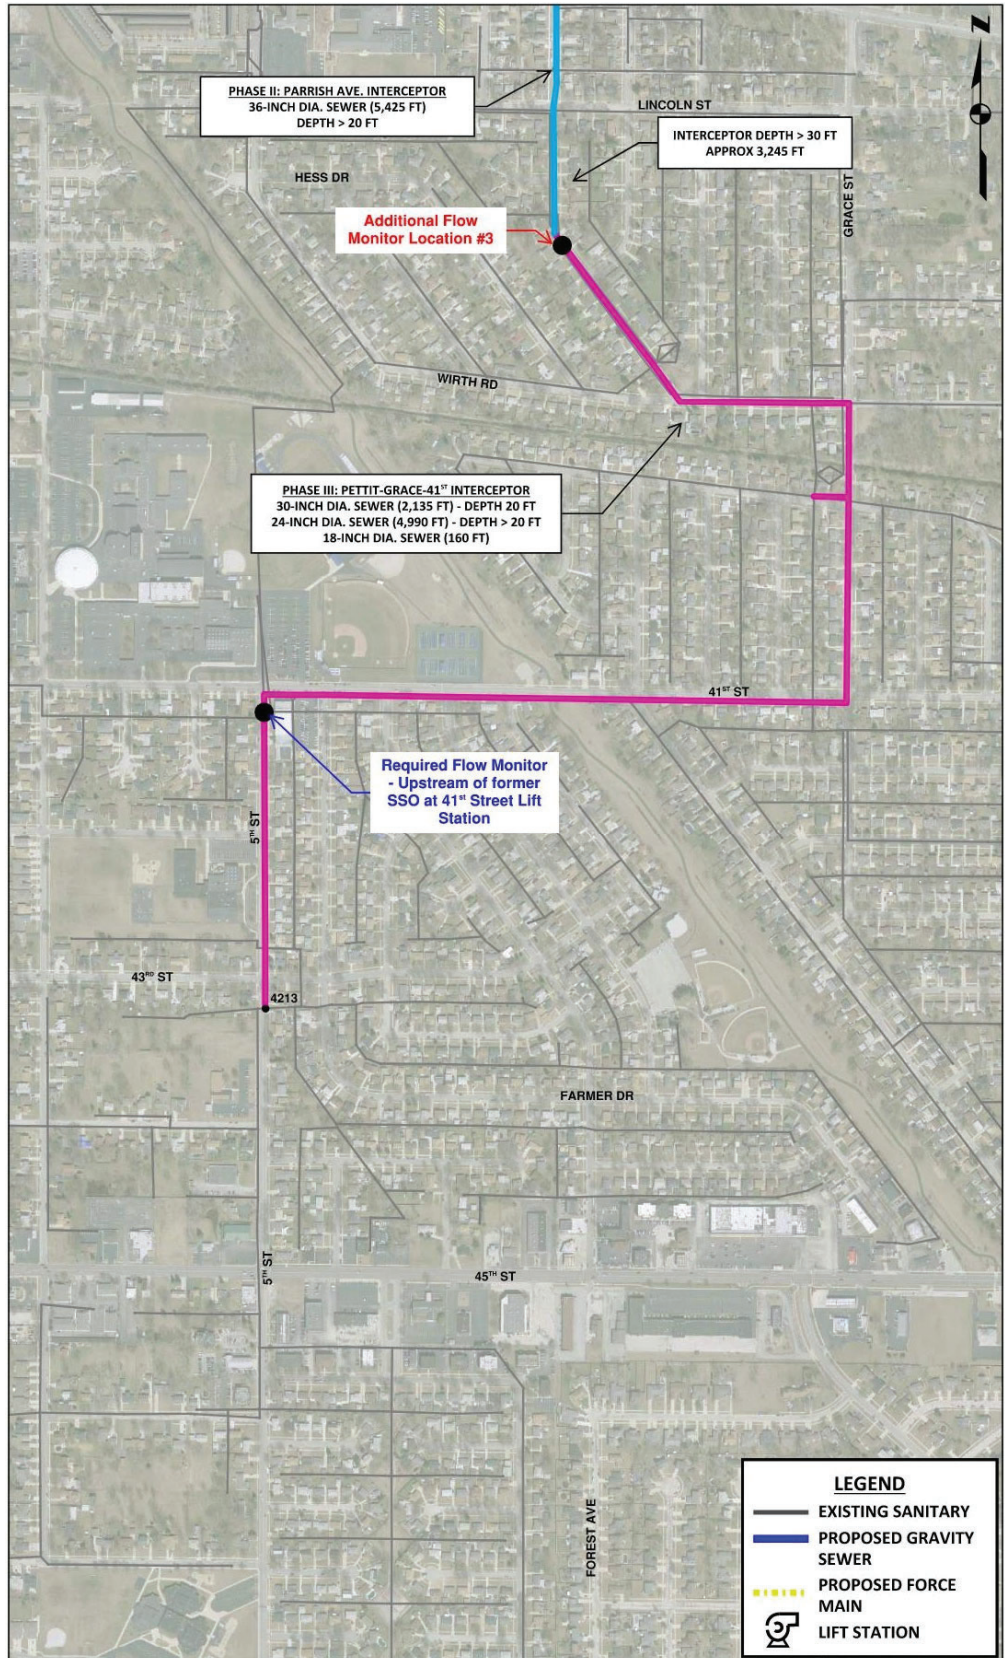 PHASE II: PARRISH AVE. INTERCEPTOR
36-INCH DIA. SEWER (5,425 FT)
DEPTH > 20 FT
Z
LINCOLN ST
INTERCEPTOR DEPTH > 30 FT
APPROX 3,245 FT
HESS DR
GRACE ST
Additional Flow
Monitor Location #3
WIRTH RD
PHASE III: PETTIT-GRACE-41ST INTERCEPTOR
30-INCH DIA. SEWER (2,135 FT) - DEPTH 20 FT
24-INCH DIA. SEWER (4,990 FT) - DEPTH > 20 FT
18-INCH DIA. SEWER (160 FT)
41ST ST
Required Flow Monitor
- Upstream of former
SSO at 41st Street Lift
Station
5TH ST
43RD ST
4213
FARMER DR
5TH ST
45TH ST
FOREST AVE
LEGEND
EXISTING SANITARY
PROPOSED GRAVITY
SEWER
PROPOSED FORCE
MAIN
LIFT STATION